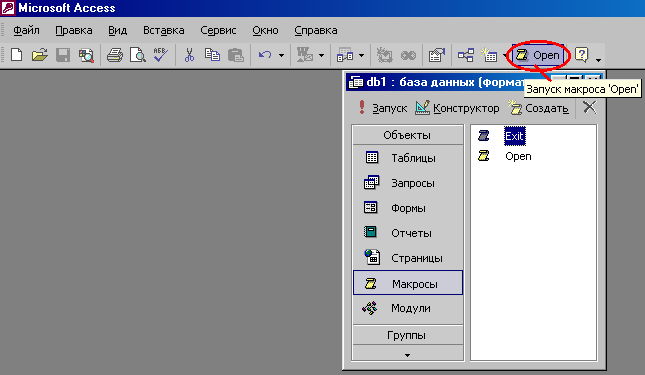 Microsoft Access
Файл Правка Вид Вставка Сервис Окно Справка
Open
db1 : база данных (формат
Запуск макроса 'Open'
Запуск Конструктор Создать
Объекты
Таблицы
Запросы
Формы
Отчеты
Страницы
Макросы
Модули
Группы
Exit
Open